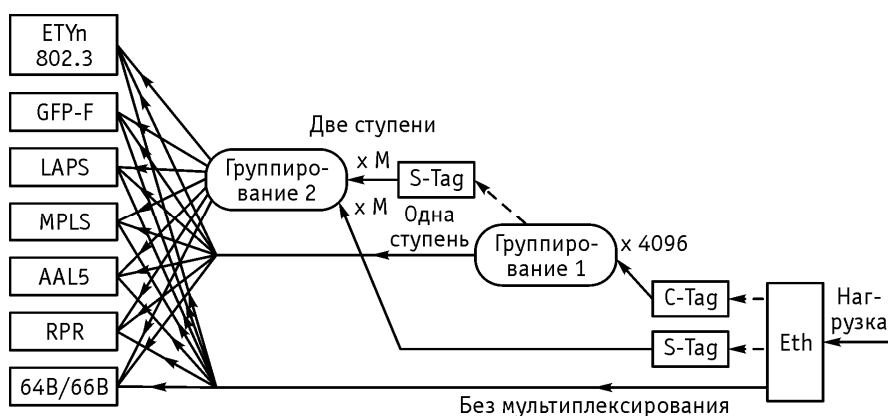 ETYn
802.3
GFP-F
LAPS
MPLS
AAL5
RPR
64B/66B
Две ступени
Группиро-
вание 2
x M
x M
S-Tag
Одна
ступень
Группиро-
вание 1
x 4096
C-Tag
S-Tag
Eth
Наг-
рузка
Без мультиплексирования